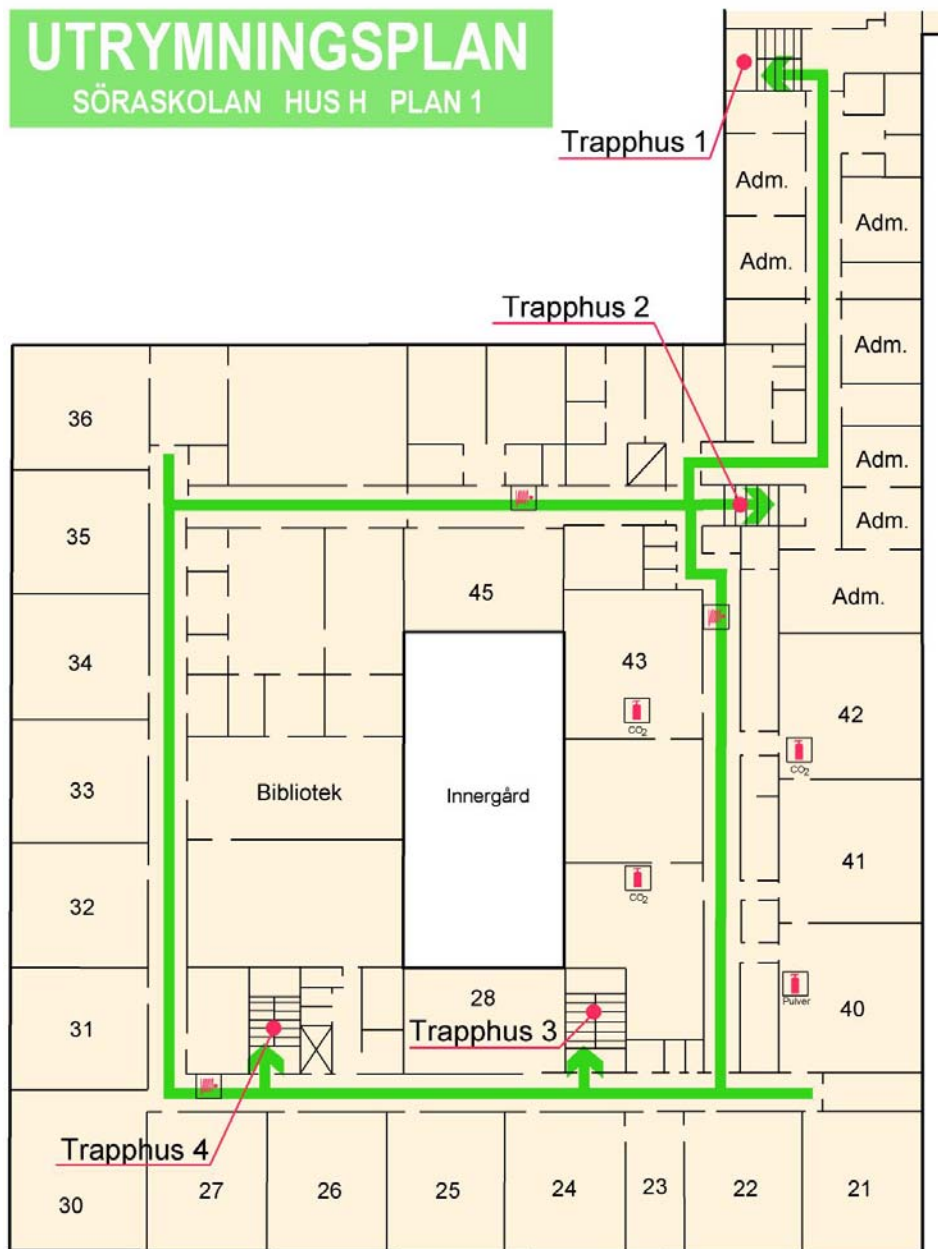 UTRYMNINGSPLAN
SÖRASKOLAN HUS H PLAN 1
Trapphus 1
Adm.
Adm.
Adm.
Trapphus 2
Adm.
36
Adm.
35
Adm.
45
Adm.
34
43
42
CO2
CO2
33
Bibliotek
Innergård
41
CO2
32
28
Pulver
40
31
Trapphus 3
Trapphus 4
30
27
26
25
24
23
22
21